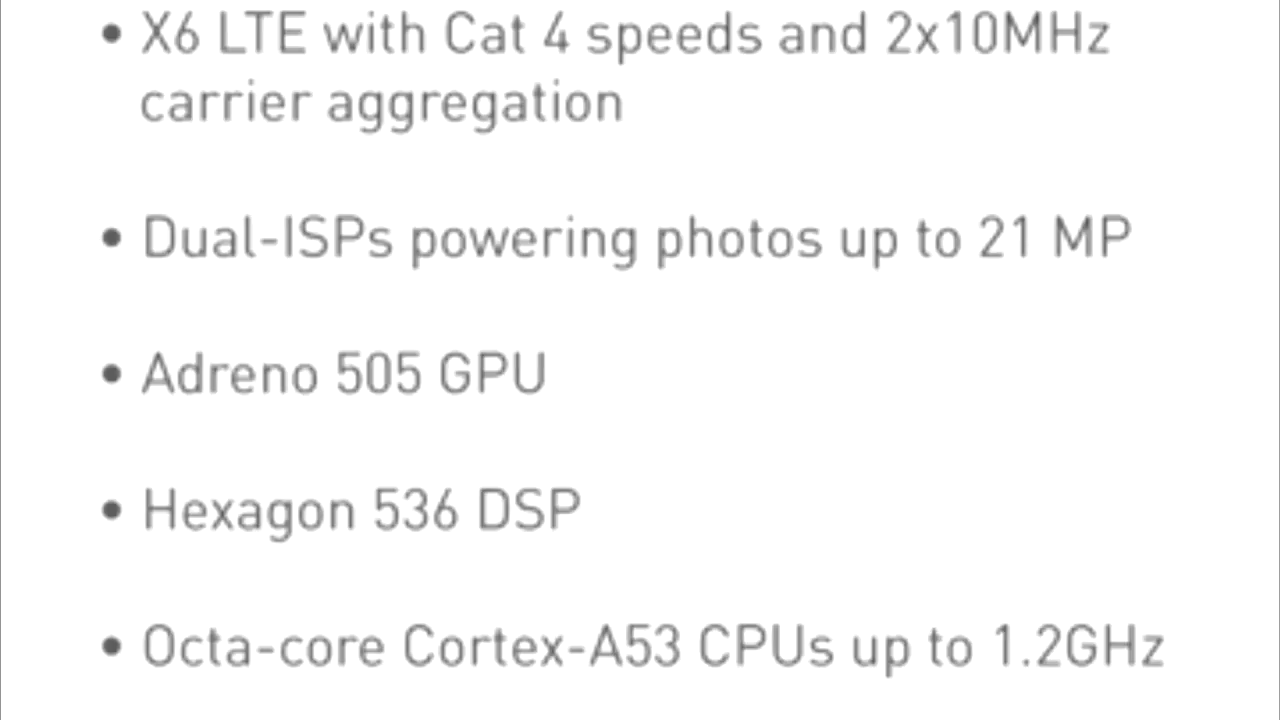 • X6 LTE with Cat 4 speeds and 2x10MHz
carrier aggregation
• Dual-ISPs powering photos up to 21 MP
• Adreno 505 GPU
• Hexagon 536 DSP
• Octa-core Cortex-A53 CPUs up to 1.2GHz